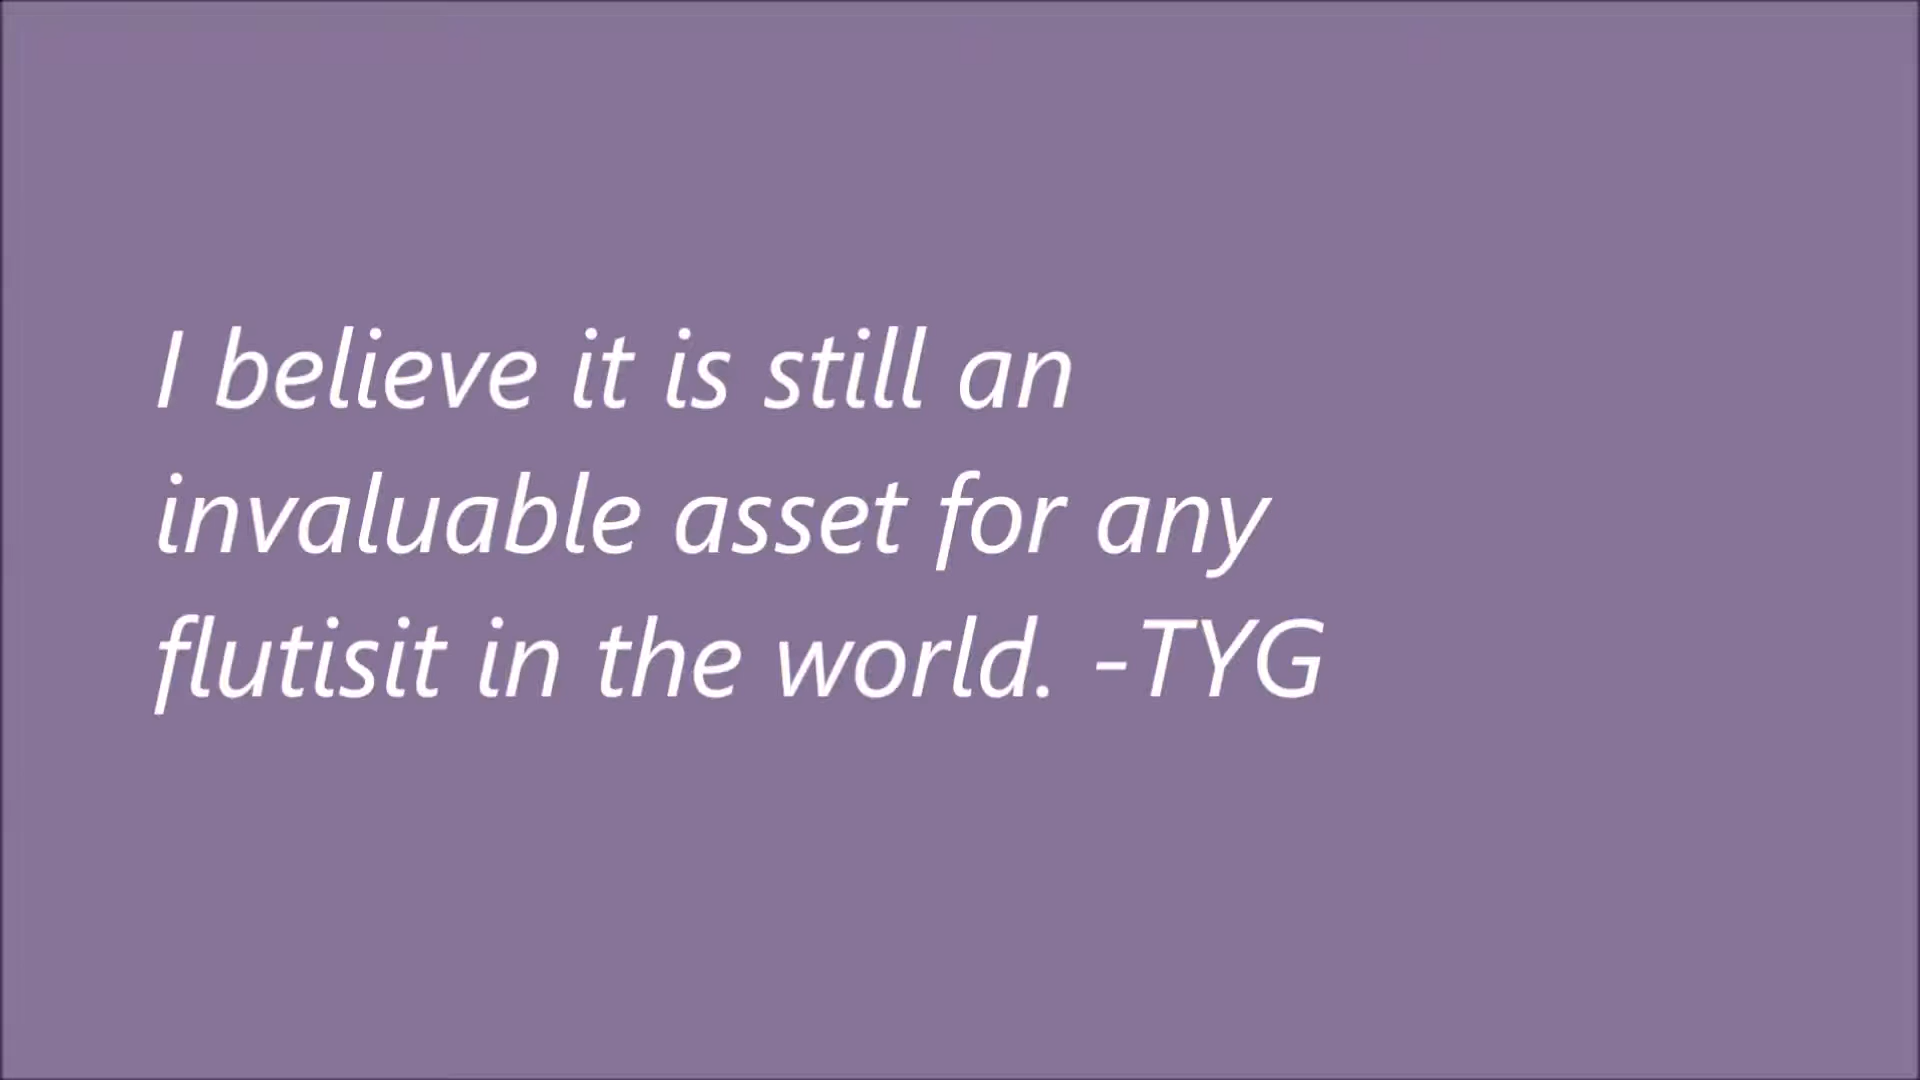 I believe it is still an
invaluable asset for any
flutisit in the world. -TYG